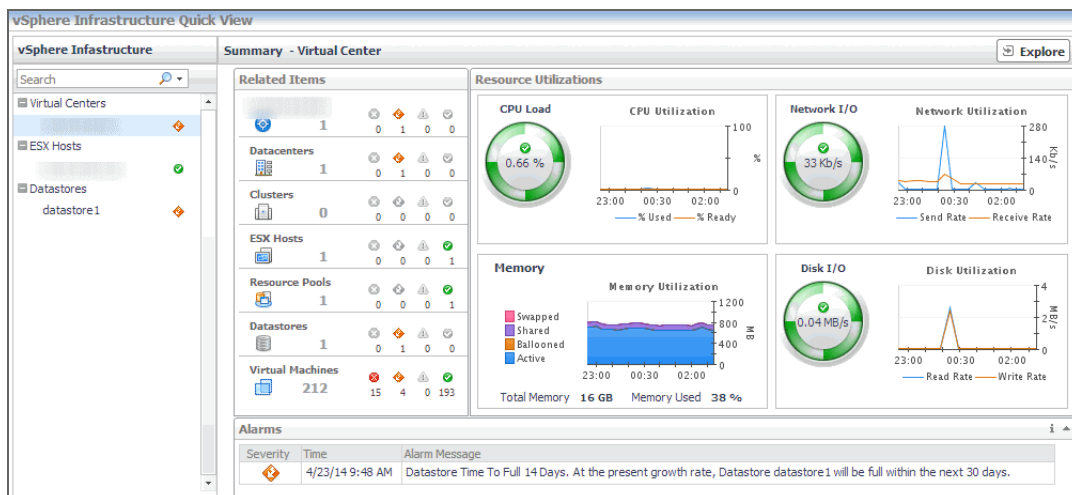 vSphere Infrastructure Quick View
vSphere Infastructure
Summary - Virtual Center
Explore
Search
Virtual Centers
ESX Hosts
Datastores
datastore1
Related Items
1
0 1 0 0
Datacenters
1
0 1 0 0
Clusters
0
0 0 0 0
ESX Hosts
1
0 0 0 1
Resource Pools
1
0 0 0 1
Datastores
1
0 1 0 0
Virtual Machines
212
15 4 0 193
Resource Utilizations
CPU Load
0.66 %
CPU Utilization
100
%
0
23:00 00:30 02:00
% Used % Ready
Network I/O
33 Kb/s
Network Utilization
280
140
Kb/s
0
23:00 00:30 02:00
Send Rate Receive Rate
Memory
Memory Utilization
Swapped
Shared
Ballooned
Active
1200
800
400
0
MB
23:00 00:30 02:00
Total Memory 16 GB Memory Used 38 %
Disk I/O
0.04 MB/s
Disk Utilization
4
2
0
MB/s
23:00 00:30 02:00
Read Rate Write Rate
Alarms
Severity Time Alarm Message
4/23/14 9:48 AM Datastore Time To Full 14 Days. At the present growth rate, Datastore datastore1 will be full within the next 30 days.